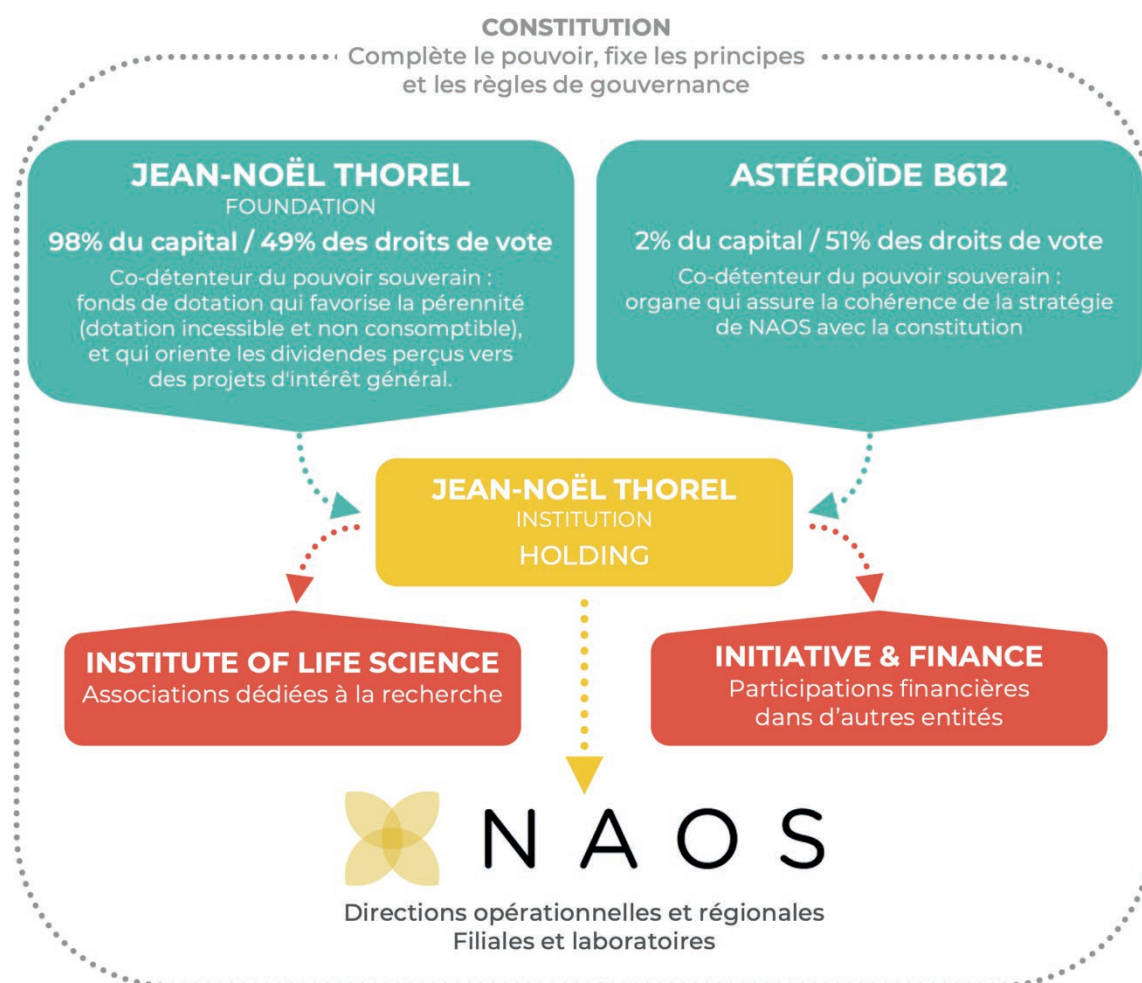 CONSTITUTION
Complète le pouvoir, fixe les principes
et les règles de gouvernance
JEAN-NOËL THOREL
FOUNDATION
98% du capital / 49% des droits de vote
Co-détenteur du pouvoir souverain :
fonds de dotation qui favorise la pérennité
(dotation incessible et non consomptible),
et qui oriente les dividendes perçus vers
des projets d'intérêt général.
ASTÉROÏDE B612
2% du capital / 51% des droits de vote
Co-détenteur du pouvoir souverain :
organe qui assure la cohérence de la stratégie
de NAOS avec la constitution
JEAN-NOËL THOREL
INSTITUTION
HOLDING
INSTITUTE OF LIFE SCIENCE
Associations dédiées à la recherche
INITIATIVE & FINANCE
Participations financières
dans d’autres entités
NAOS
Directions opérationnelles et régionales
Filiales et laboratoires